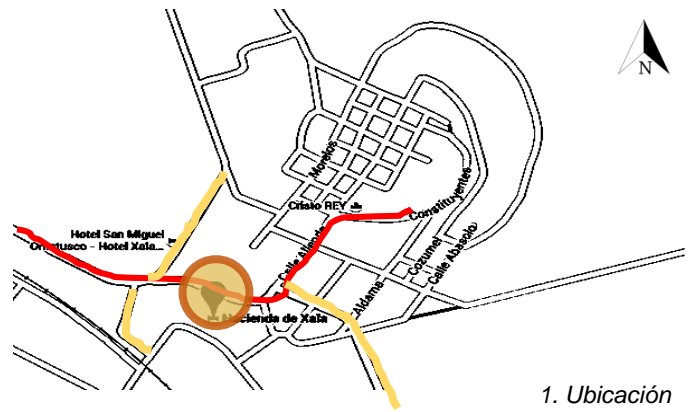 N
Morelos
Cristo REY
Constituyentes
Hotel San Miguel
Ometusco - Hotel Xala...
Calle Allende
Cozumel
Calle Abasolo
Aldama
Hacienda de Xala
1. Ubicación